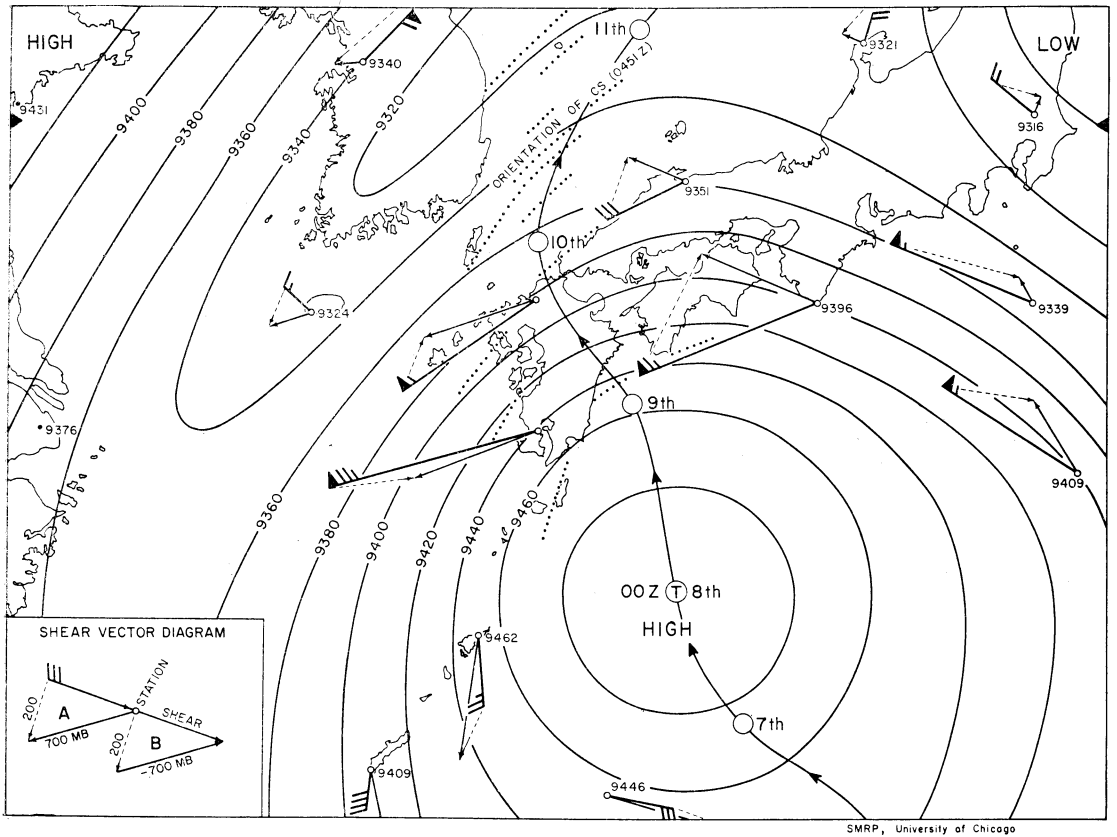 HIGH
11th
9340
9321
LOW
9431
9400
9380
9360
9340
9320
ORIENTATION OF CS (0451Z)
9316
9351
10th
9324
9396
9339
9376
9th
9409
9360
9380
9400
9420
9440
9460
00Z T 8th
HIGH
9462
7th
9409
9446
SHEAR VECTOR DIAGRAM
STATION
SHEAR
200
A
700 MB
200
B
-700 MB
SMRP, University of Chicago